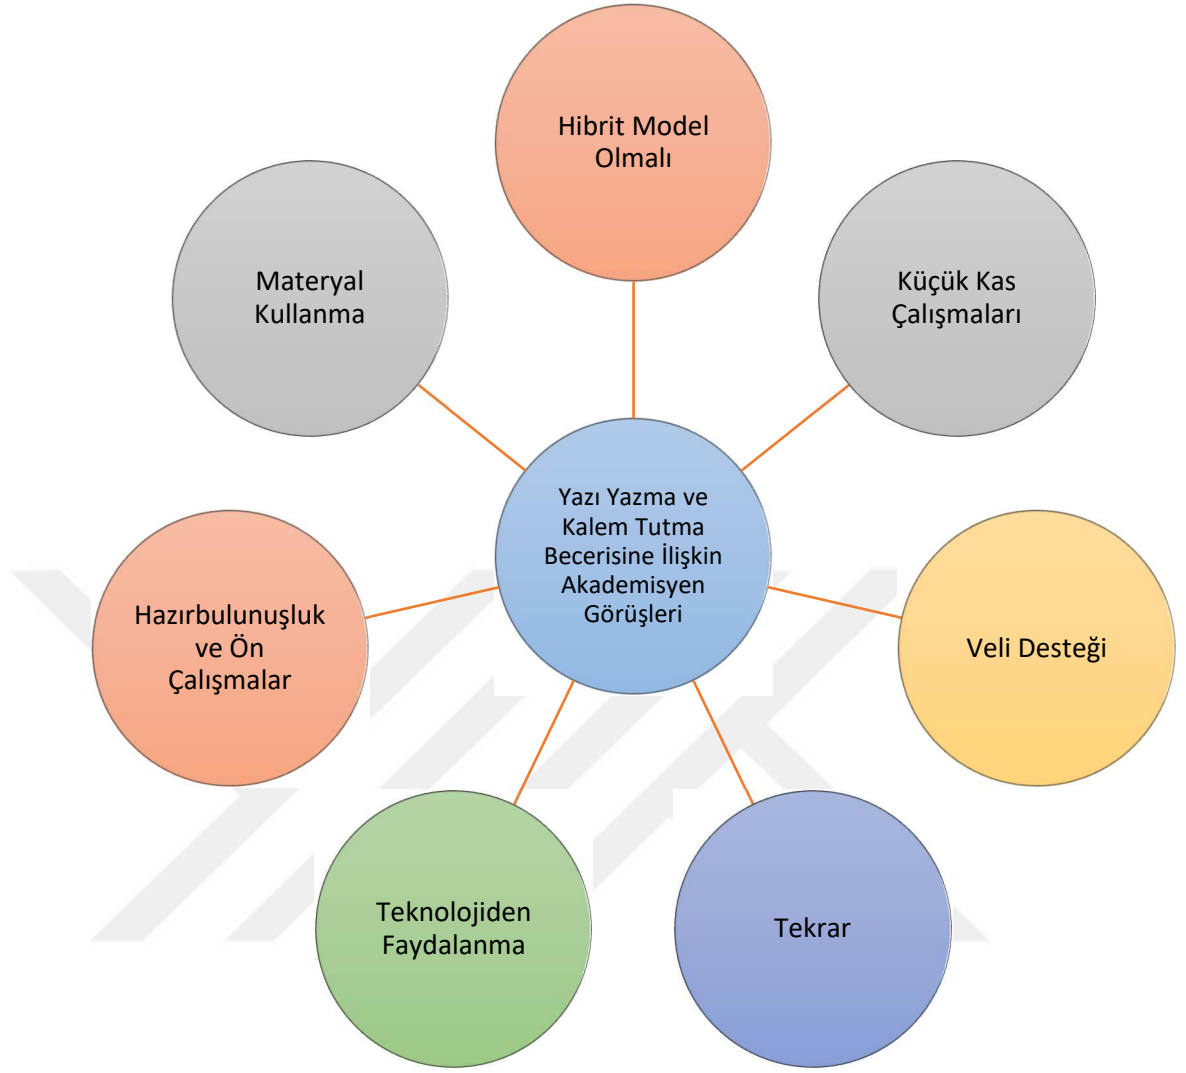 Hibrit Model
Olmalı
Küçük Kas
Çalışmaları
Veli Desteği
Tekrar
Teknolojiden
Faydalanma
Hazırbulunuşluk
ve Ön
Çalışmalar
Materyal
Kullanma
Yazı Yazma ve
Kalem Tutma
Becerisine İlişkin
Akademisyen
Görüşleri